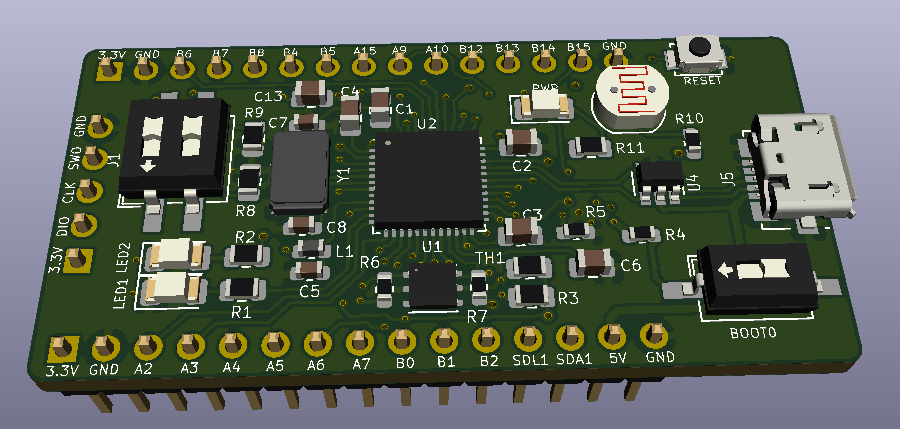 3.3V GND B6 B7 B8 B4 B5 A15 A9 A10 B12 B13 B14 B15 GND
RESET
PWR
C13 C4 C1
R9 C7 U2
GND SWO CLK DIO 3.3V
J1
R10
R11
C2
Y1
U4
J5
R8
C8 C3 R5 R4
LED2 R2 L1 U1 TH1
LED1 R1 C5 R6 R7 R3 C6
BOOT0
3.3V GND A2 A3 A4 A5 A6 A7 B0 B1 B2 SDL1 SDA1 5V GND